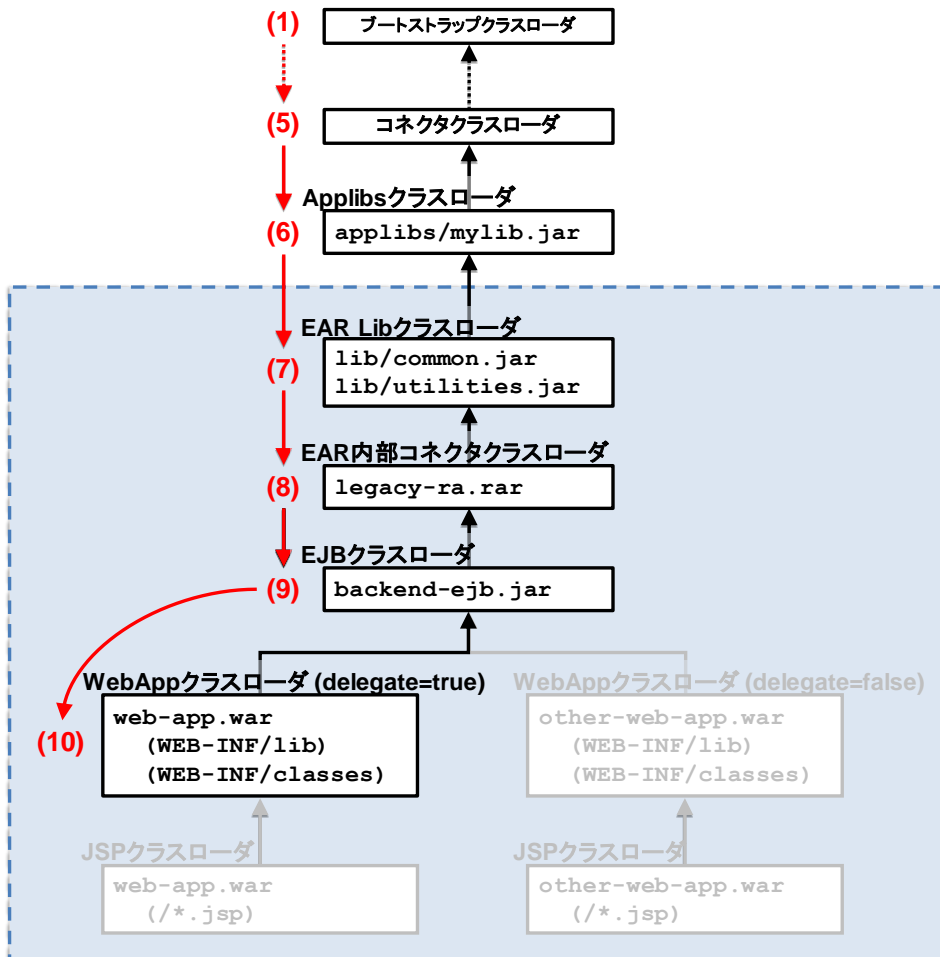 (1)
ブートストラップクラスローダ
(5)
コネクタクラスローダ
Applibsクラスローダ
(6)
applibs/mylib.jar
EAR Libクラスローダ
(7)
lib/common.jar
lib/utilities.jar
EAR内部コネクタクラスローダ
(8)
legacy-ra.rar
EJBクラスローダ
(9)
backend-ejb.jar
WebAppクラスローダ (delegate=true)
(10)
web-app.war
(WEB-INF/lib)
(WEB-INF/classes)
WebAppクラスローダ (delegate=false)
other-web-app.war
(WEB-INF/lib)
(WEB-INF/classes)
JSPクラスローダ
web-app.war
(/*.jsp)
JSPクラスローダ
other-web-app.war
(/*.jsp)